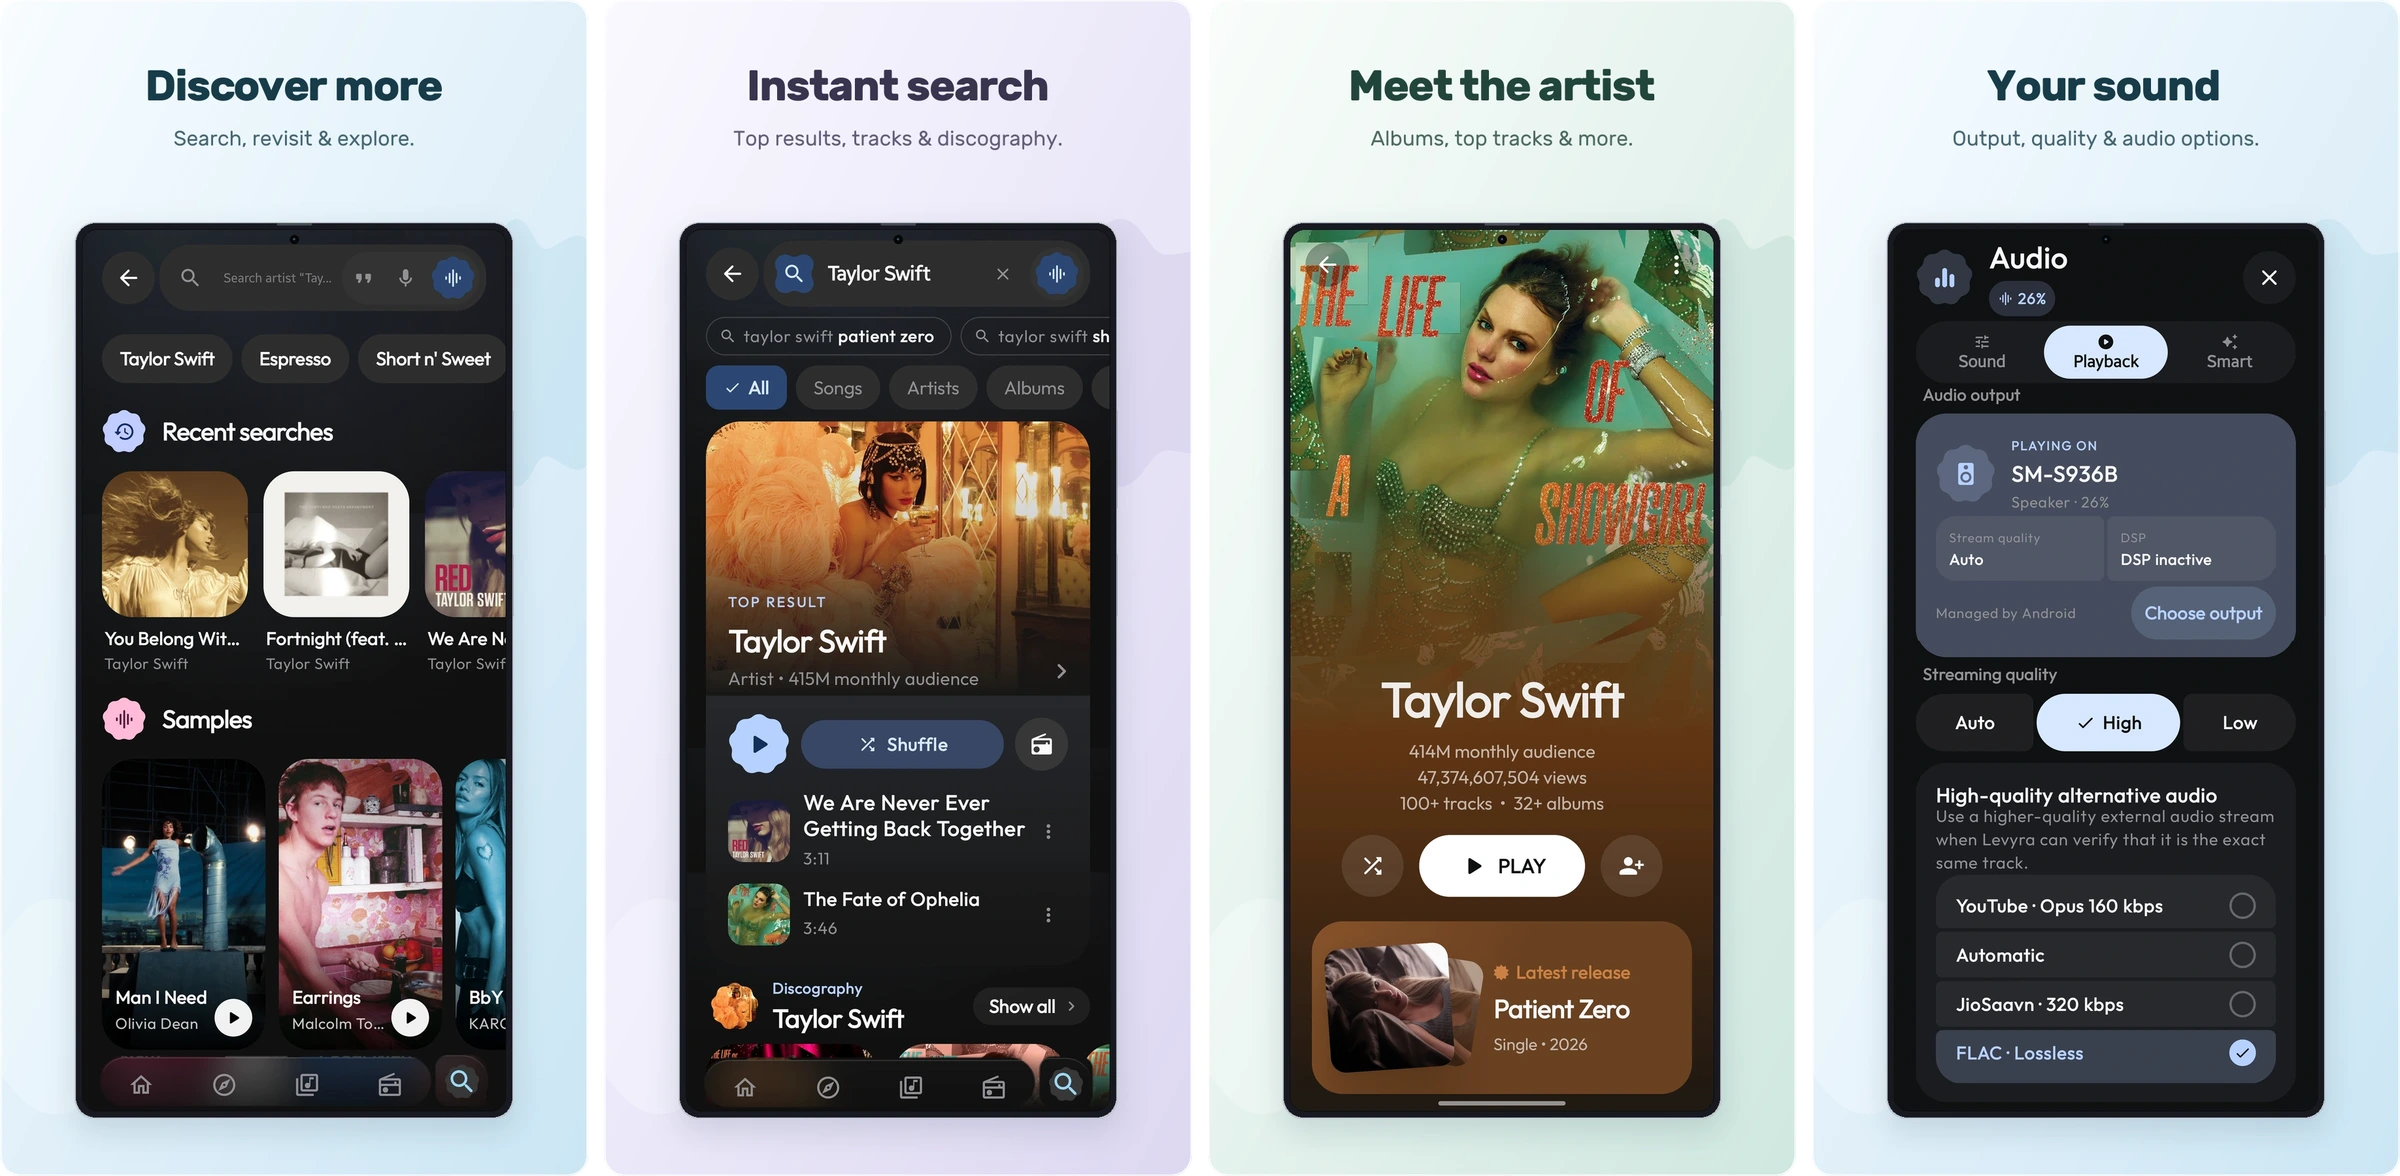 Discover more
Search, revisit & explore.
Search artist "Tay...
Taylor Swift
Espresso
Short n' Sweet
Recent searches
RED
TAYLOR SWIF
You Belong Wit...
Taylor Swift
Fortnight (feat. ...
Taylor Swift
We Are N
Taylor Swif
Samples
Man I Need
Olivia Dean
Earrings
Malcolm To...
BbY
KARC
Instant search
Top results, tracks & discography.
Taylor Swift
taylor swift patient zero
taylor swift sh
All
Songs
Artists
Albums
TOP RESULT
Taylor Swift
Artist • 415M monthly audience
Shuffle
RED
TAYLOR SWIFT
We Are Never Ever
Getting Back Together
3:11
The Fate of Ophelia
3:46
Discography
Taylor Swift
Show all
Meet the artist
Albums, top tracks & more.
THE LIFE
OF
A
SHOWGIRL
Taylor Swift
414M monthly audience
47,374,607,504 views
100+ tracks • 32+ albums
PLAY
Latest release
Patient Zero
Single • 2026
Your sound
Output, quality & audio options.
Audio
26%
Sound
Playback
Smart
Audio output
PLAYING ON
SM-S936B
Speaker · 26%
Stream quality
Auto
DSP
DSP inactive
Managed by Android
Choose output
Streaming quality
Auto
High
Low
High-quality alternative audio
Use a higher-quality external audio stream
when Levyra can verify that it is the exact
same track.
YouTube · Opus 160 kbps
Automatic
JioSaavn · 320 kbps
FLAC · Lossless